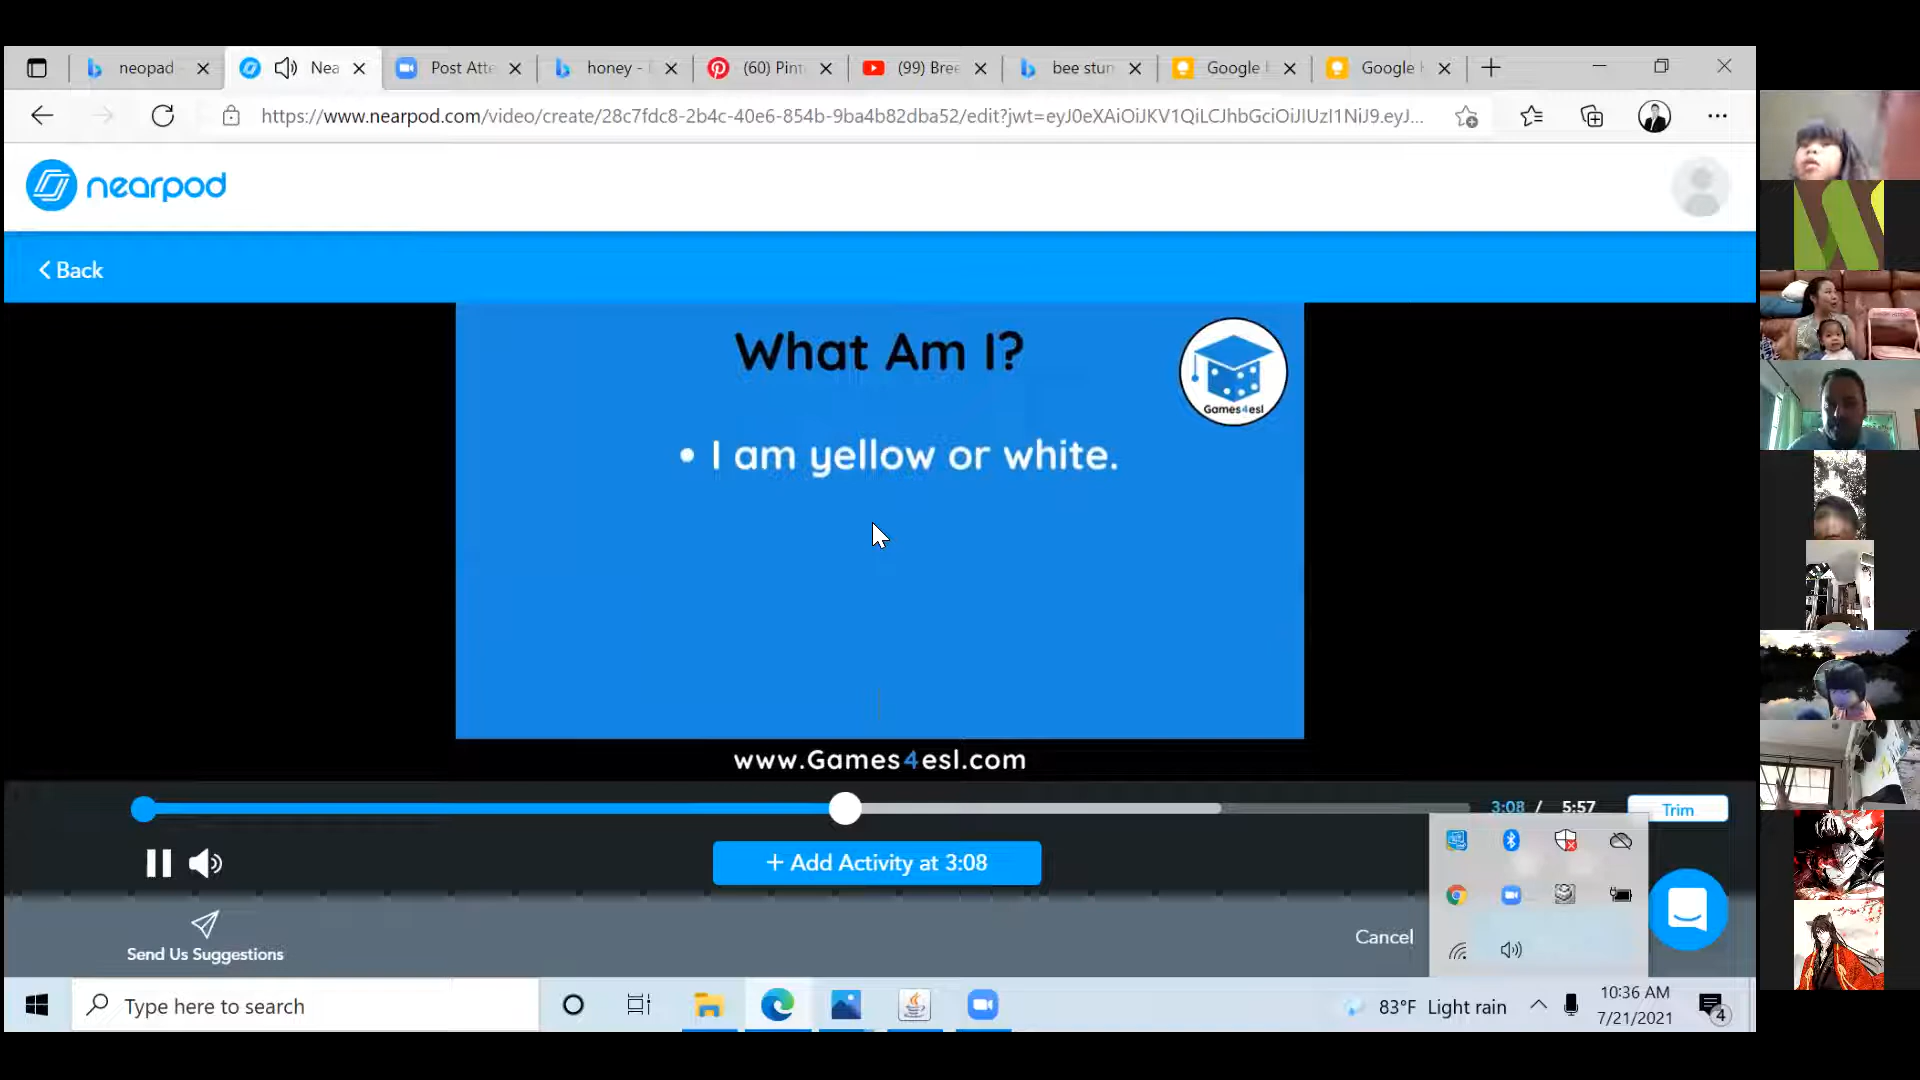 neopad
Nea
Post Atte
honey -
(60) Pint
(99) Bree
bee stun
Google
Google
https://www.nearpod.com/video/create/28c7fdc8-2b4c-40e6-854b-9ba4b82dba52/edit?jwt=eyJ0eXAiOiJKV1QiLCJhbGciOiJIUzI1NiJ9.eyJ...
nearpod
Back
What Am I?
Games4esl
• I am yellow or white.
www.Games4esl.com
3:08 / 5:57
Trim
+ Add Activity at 3:08
Send Us Suggestions
Cancel
Type here to search
83°F Light rain
10:36 AM
7/21/2021
4